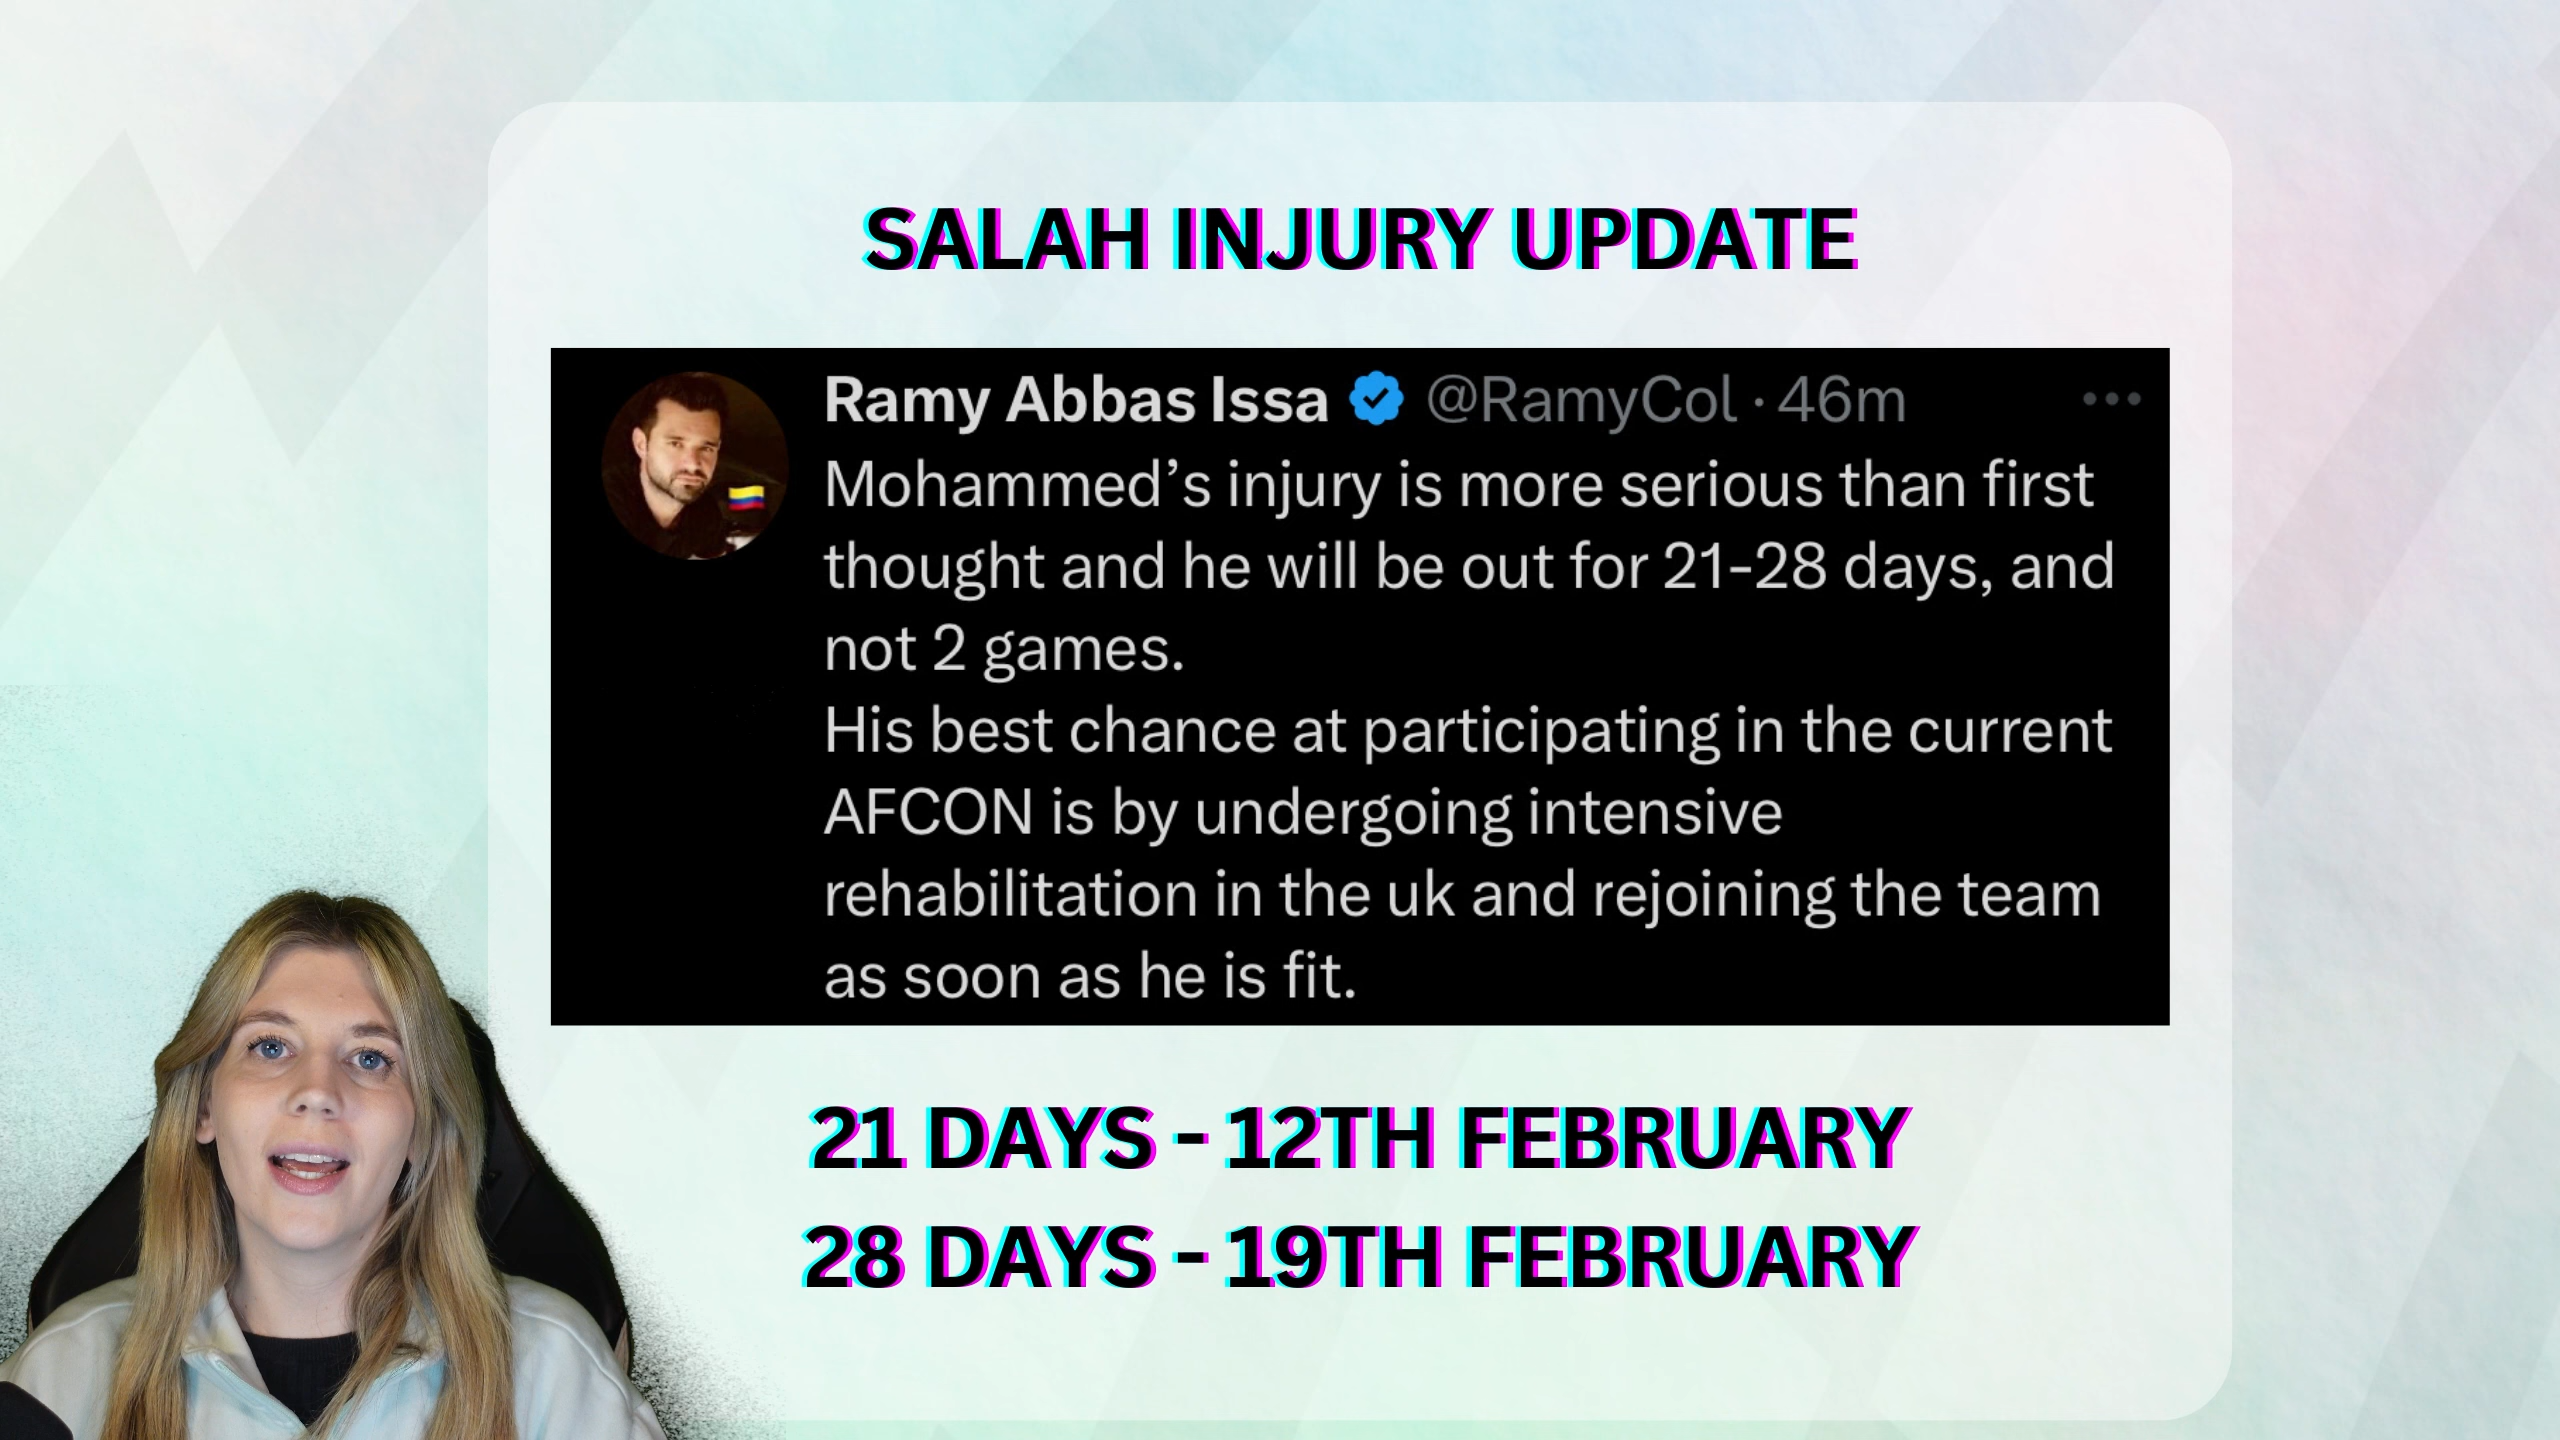 SALAH INJURY UPDATE
Ramy Abbas Issa @RamyCol · 46m
Mohammed’s injury is more serious than first
thought and he will be out for 21-28 days, and
not 2 games.
His best chance at participating in the current
AFCON is by undergoing intensive
rehabilitation in the uk and rejoining the team
as soon as he is fit.
21 DAYS - 12TH FEBRUARY
28 DAYS - 19TH FEBRUARY